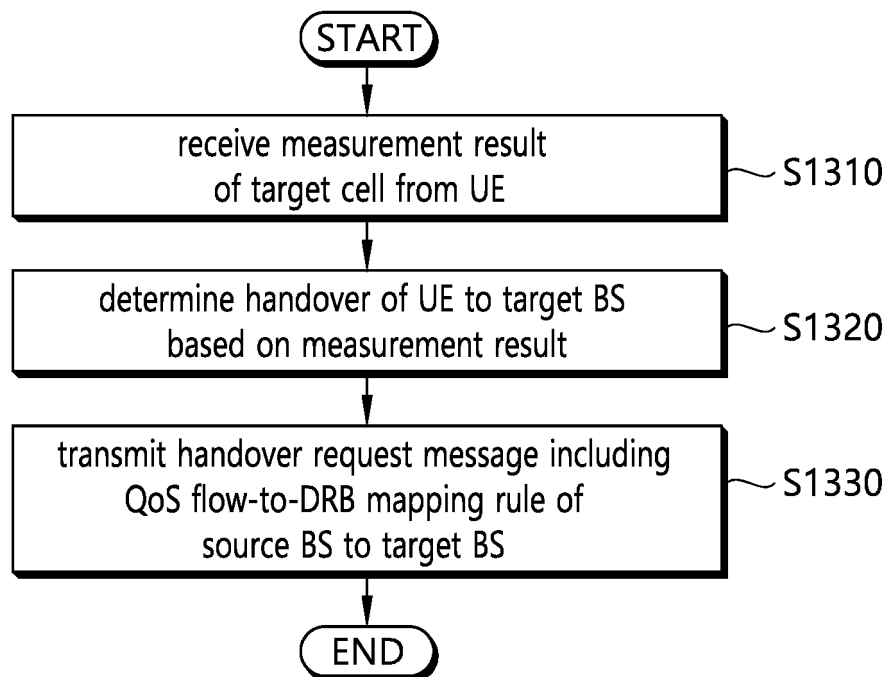 START
receive measurement result
of target cell from UE
S1310
determine handover of UE to target BS
based on measurement result
S1320
transmit handover request message including
QoS flow-to-DRB mapping rule of
source BS to target BS
S1330
END